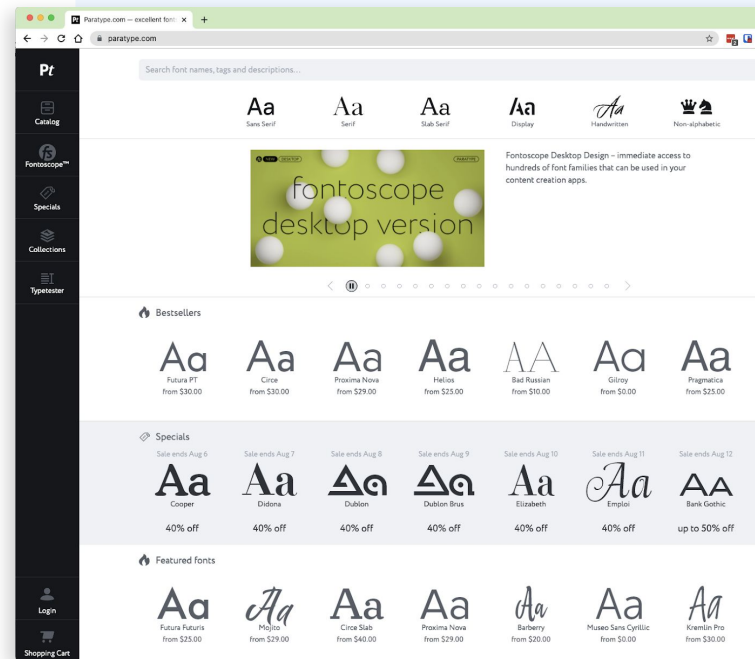 Paratype.com — excellent font
paratype.com
Pt
Search font names, tags and descriptions...
Aa Aa Aa Aa Aa
Sans Serif Serif Slab Serif Display Handwritten Non-alphabetic
Catalog
Fontoscope™
Specials
Collections
Typetester
NEW DESKTOP PARATYPE
fontoscope
desktop version
Fontoscope Desktop Design – immediate access to
hundreds of font families that can be used in your
content creation apps.
Bestsellers
Aa Aa Aa Aa AA Aa Aa
Futura PT Circe Proxima Nova Helios Bad Russian Gilroy Pragmatica
from $30.00 from $30.00 from $29.00 from $25.00 from $10.00 from $0.00 from $25.00
Specials
Sale ends Aug 6 Sale ends Aug 7 Sale ends Aug 8 Sale ends Aug 9 Sale ends Aug 10 Sale ends Aug 11 Sale ends Aug 12
Aa Aa Aa Aa Aa Aa AA
Cooper Didona Dublon Dublon Brus Elizabeth Emploi Bank Gothic
40% off 40% off 40% off 40% off 40% off 40% off up to 50% off
Featured fonts
Aa Aa Aa Aa Aa Aa Aa
Futura Futuris Mojito Circe Slab Proxima Nova Barberry Museo Sans Cyrillic Kremlin Pro
from $25.00 from $29.00 from $40.00 from $29.00 from $20.00 from $0.00 from $30.00
Login
Shopping Cart